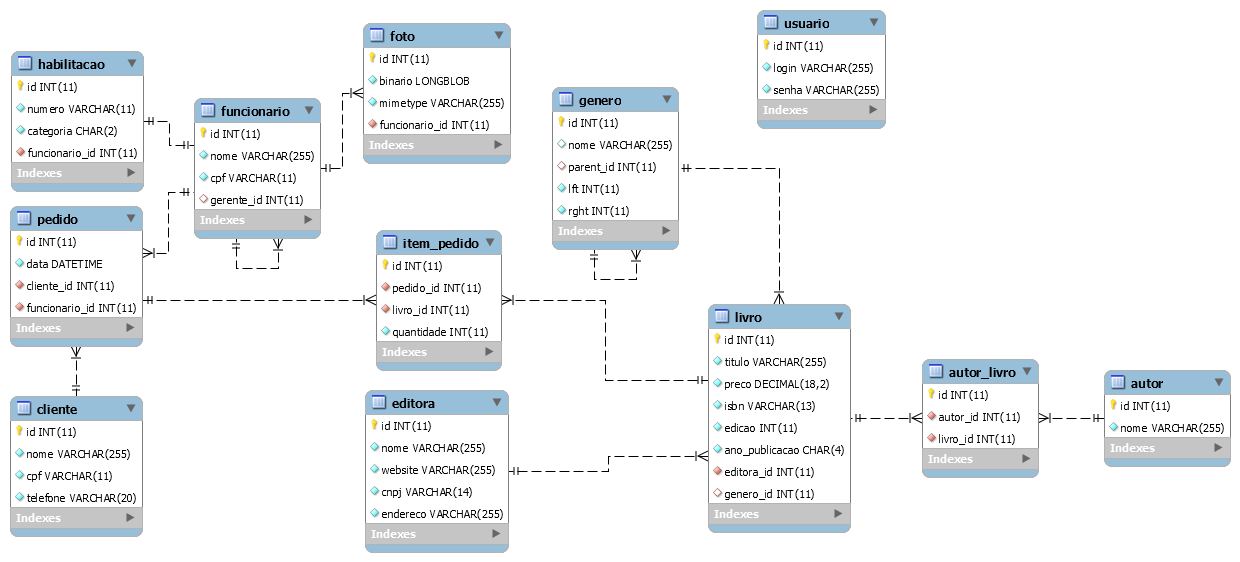 habilitacao
id INT(11)
numero VARCHAR(11)
categoria CHAR(2)
funcionario_id INT(11)
Indexes
funcionario
id INT(11)
nome VARCHAR(255)
cpf VARCHAR(11)
gerente_id INT(11)
Indexes
foto
id INT(11)
binario LONGBLOB
mimetype VARCHAR(255)
funcionario_id INT(11)
Indexes
genero
id INT(11)
nome VARCHAR(255)
parent_id INT(11)
lft INT(11)
rght INT(11)
Indexes
usuario
id INT(11)
login VARCHAR(255)
senha VARCHAR(255)
Indexes
pedido
id INT(11)
data DATETIME
cliente_id INT(11)
funcionario_id INT(11)
Indexes
item_pedido
id INT(11)
pedido_id INT(11)
livro_id INT(11)
quantidade INT(11)
Indexes
cliente
id INT(11)
nome VARCHAR(255)
cpf VARCHAR(11)
telefone VARCHAR(20)
Indexes
editora
id INT(11)
nome VARCHAR(255)
website VARCHAR(255)
cnpj VARCHAR(14)
endereco VARCHAR(255)
Indexes
livro
id INT(11)
titulo VARCHAR(255)
preco DECIMAL(18,2)
isbn VARCHAR(13)
edicao INT(11)
ano_publicacao CHAR(4)
editora_id INT(11)
genero_id INT(11)
Indexes
autor_livro
id INT(11)
autor_id INT(11)
livro_id INT(11)
Indexes
autor
id INT(11)
nome VARCHAR(255)
Indexes